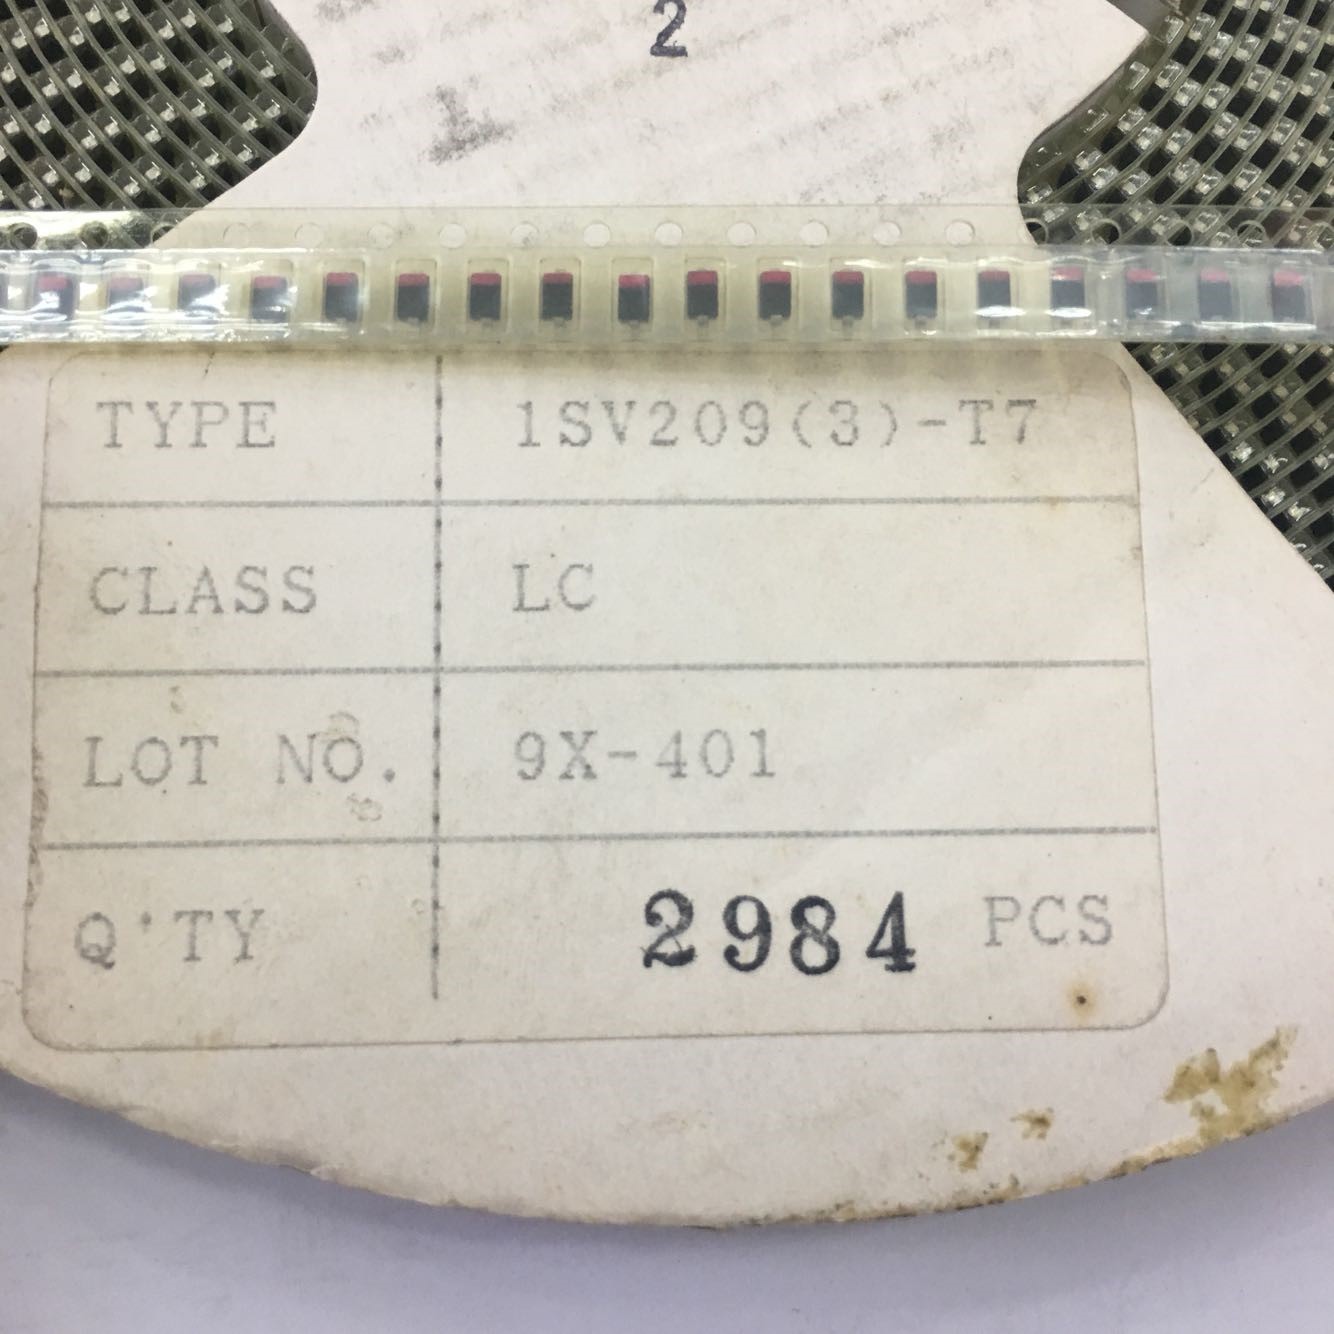 2
TYPE 1SV209(3)-T7
CLASS LC
LOT NO. 9X-401
Q'TY 2984 PCS